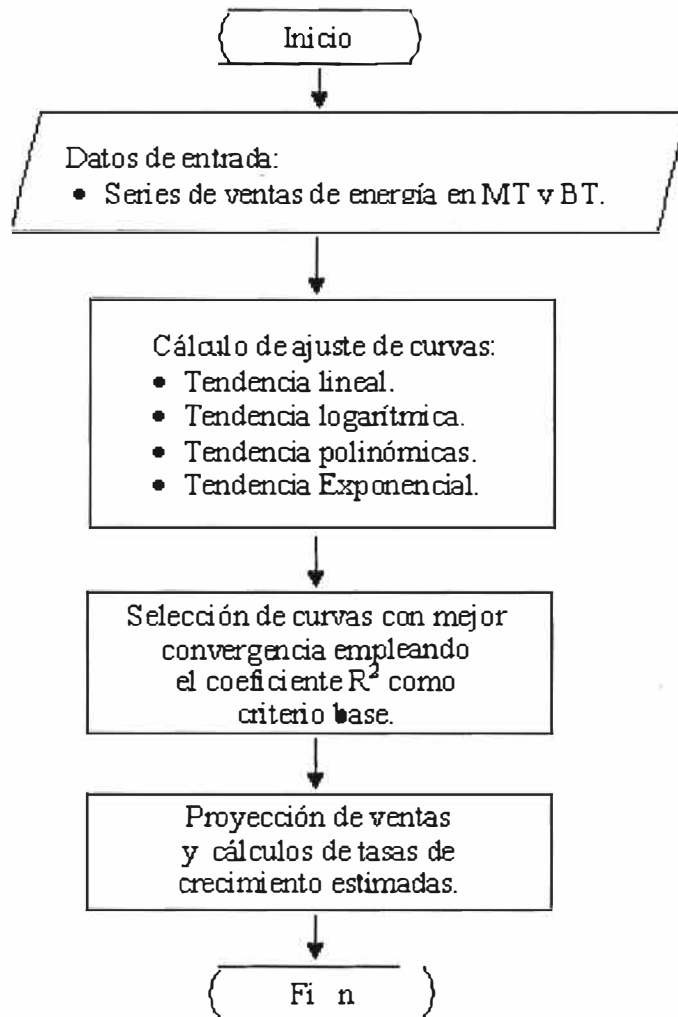 Inicio
Datos de entrada:
• Series de ventas de energía en MT y BT.
Cálculo de ajuste de curvas:
• Tendencia lineal.
• Tendencia logarítmica.
• Tendencia polinómicas.
• Tendencia Exponencial.
Selección de curvas con mejor
convergencia empleando
el coeficiente R² como
criterio base.
Proyección de ventas
y cálculos de tasas de
crecimiento estimadas.
Fi n